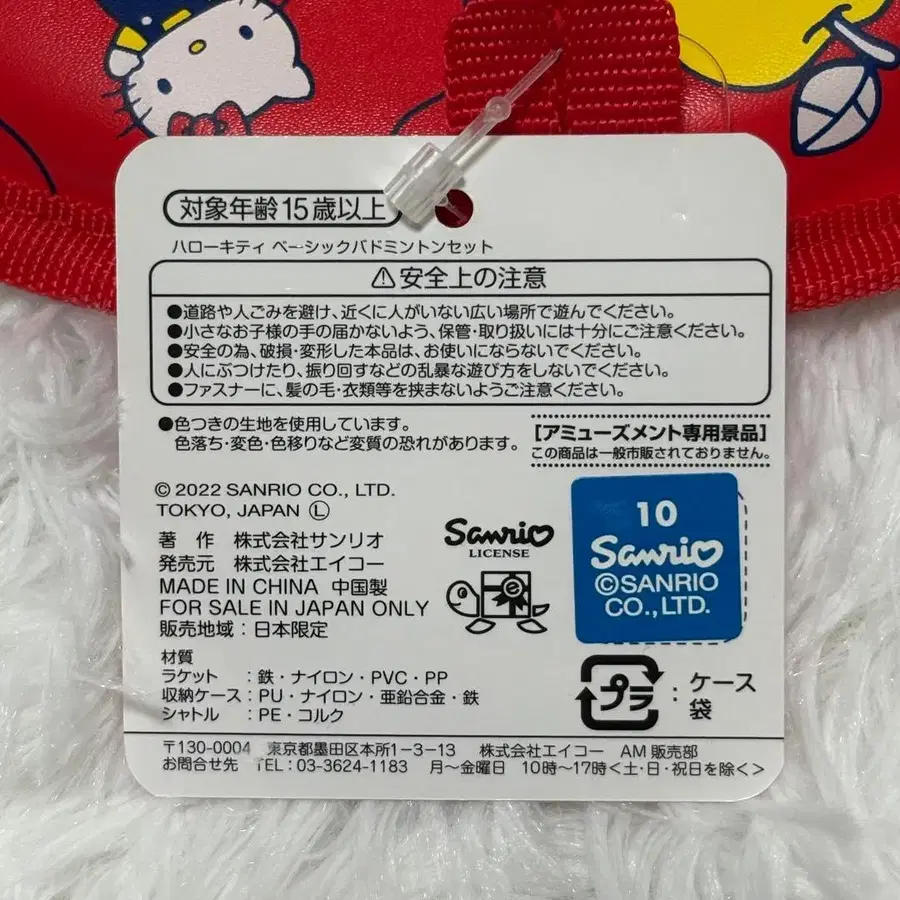 対象年齢15歳以上
ハローキティ ベーシックバドミントンセット
⚠安全上の注意
●道路や人ごみを避け、近くに人がいない広い場所で遊んでください。
●小さなお子様の手の届かないよう、保管・取り扱いには十分にご注意ください。
●安全の為、破損・変形した本品は、お使いにならないでください。
●人にぶつけたり、振り回すなどの乱暴な遊び方をしないでください。
●ファスナーに、髪の毛・衣類等を挟まないようご注意ください。
●色つきの生地を使用しています。
色落ち・変色・色移りなど変質の恐れがあります。
[アミューズメント専用景品]
この商品は一般市販されておりません。
© 2022 SANRIO CO., LTD.
TOKYO, JAPAN Ⓛ
著 作 株式会社サンリオ
発売元 株式会社エイコー
MADE IN CHINA 中国製
FOR SALE IN JAPAN ONLY
販売地域：日本限定
Sanrio
LICENSE
e
10
Sanrio
©SANRIO
CO.,LTD.
材質
ラケット ：鉄・ナイロン・PVC・PP
収納ケース：PU・ナイロン・亜鉛合金・鉄
シャトル ：PE・コルク
プラ：ケース
袋
〒130-0004 東京都墨田区本所1-3-13 株式会社エイコー AM販売部
お問合せ先 TEL：03-3624-1183 月〜金曜日 10時〜17時＜土・日・祝日を除く＞